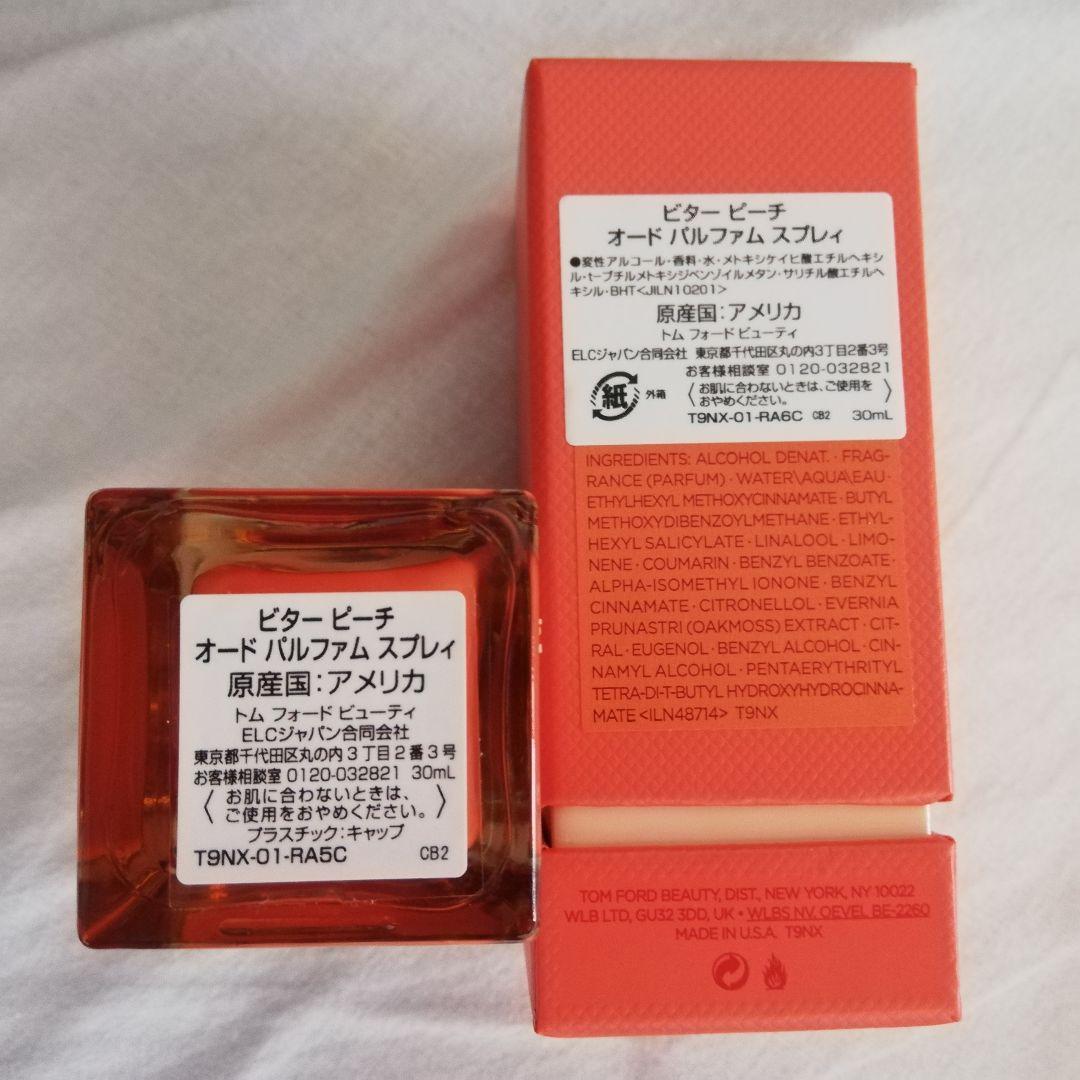 ビター ピーチ
オード パルファム スプレィ
●変性アルコール・香料・水・メトキシケイヒ酸エチルヘキシ
ル・t-ブチルメトキシジベンゾイルメタン・サリチル酸エチルヘ
キシル・BHT<JILN10201>
原産国：アメリカ
トム フォード ビューティ
ELCジャパン合同会社 東京都千代田区丸の内3丁目2番3号
お客様相談室 0120-032821
紙 外箱
〈お肌に合わないときは、ご使用を
おやめください。〉
T9NX-01-RA6C CB2 30mL
INGREDIENTS: ALCOHOL DENAT. · FRAG-
RANCE (PARFUM) · WATER\AQUA\EAU ·
ETHYLHEXYL METHOXYCINNAMATE · BUTYL
METHOXYDIBENZOYLMETHANE · ETHYL-
HEXYL SALICYLATE · LINALOOL · LIMO-
NENE · COUMARIN · BENZYL BENZOATE ·
ALPHA-ISOMETHYL IONONE · BENZYL
CINNAMATE · CITRONELLOL · EVERNIA
PRUNASTRI (OAKMOSS) EXTRACT · CIT-
RAL · EUGENOL · BENZYL ALCOHOL · CIN-
NAMYL ALCOHOL · PENTAERYTHRITYL
TETRA-DI-T-BUTYL HYDROXYHYDROCINNA-
MATE <ILN48714> T9NX
TOM FORD BEAUTY, DIST., NEW YORK, NY 10022
WLB LTD, GU32 3DD, UK • WLBS NV. OEVEL BE-2260
MADE IN U.S.A. T9NX
ビター ピーチ
オード パルファム スプレィ
原産国：アメリカ
トム フォード ビューティ
ELCジャパン合同会社
東京都千代田区丸の内3丁目2番3号
お客様相談室 0120-032821 30mL
〈お肌に合わないときは、
ご使用をおやめください。〉
プラスチック：キャップ
T9NX-01-RA5C CB2